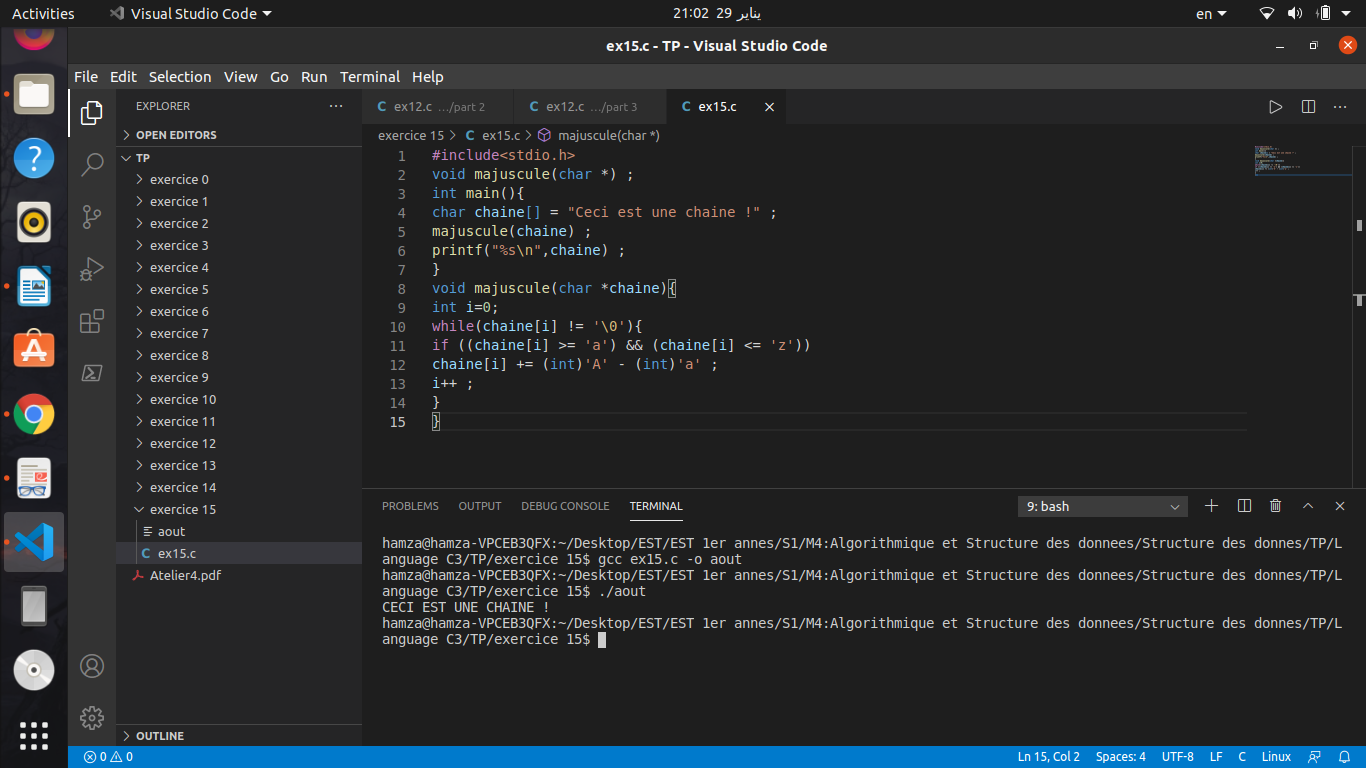 Activities Visual Studio Code 21:02 29 يناير en
ex15.c - TP - Visual Studio Code
File Edit Selection View Go Run Terminal Help
EXPLORER
OPEN EDITORS
TP
exercice 0
exercice 1
exercice 2
exercice 3
exercice 4
exercice 5
exercice 6
exercice 7
exercice 8
exercice 9
exercice 10
exercice 11
exercice 12
exercice 13
exercice 14
exercice 15
aout
C ex15.c
Atelier4.pdf
OUTLINE
C ex12.c .../part 2 C ex12.c .../part 3 C ex15.c
exercice 15 > C ex15.c > majuscule(char *)
1 #include<stdio.h>
2 void majuscule(char *) ;
3 int main(){
4 char chaine[] = "Ceci est une chaine !" ;
5 majuscule(chaine) ;
6 printf("%s\n",chaine) ;
7 }
8 void majuscule(char *chaine){
9 int i=0;
10 while(chaine[i] != '\0'){
11 if ((chaine[i] >= 'a') && (chaine[i] <= 'z'))
12 chaine[i] += (int)'A' - (int)'a' ;
13 i++ ;
14 }
15 }
PROBLEMS OUTPUT DEBUG CONSOLE TERMINAL 9: bash
hamza@hamza-VPCEB3QFX:~/Desktop/EST/EST 1er annes/S1/M4:Algorithmique et Structure des donnees/Structure des donnes/TP/L
anguage C3/TP/exercice 15$ gcc ex15.c -o aout
hamza@hamza-VPCEB3QFX:~/Desktop/EST/EST 1er annes/S1/M4:Algorithmique et Structure des donnees/Structure des donnes/TP/L
anguage C3/TP/exercice 15$ ./aout
CECI EST UNE CHAINE !
hamza@hamza-VPCEB3QFX:~/Desktop/EST/EST 1er annes/S1/M4:Algorithmique et Structure des donnees/Structure des donnes/TP/L
anguage C3/TP/exercice 15$
0 0 Ln 15, Col 2 Spaces: 4 UTF-8 LF C Linux